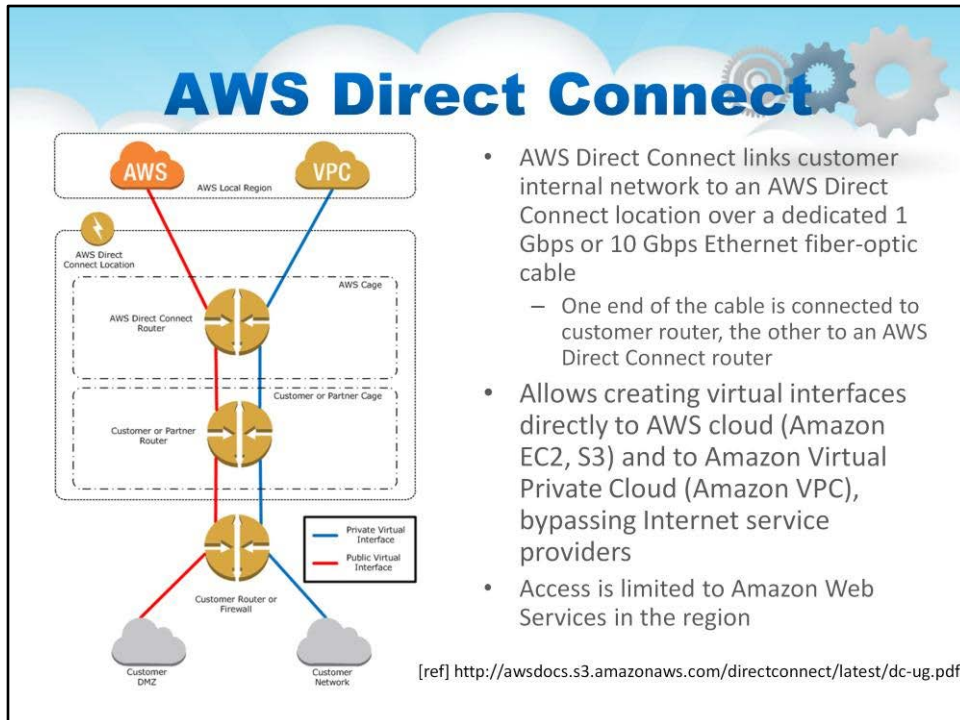 AWS Direct Connect
AWS
VPC
AWS Local Region
AWS Direct
Connect Location
AWS Cage
AWS Direct Connect
Router
Customer or Partner Cage
Customer or Partner
Router
Private Virtual
Interface
Public Virtual
Interface
Customer Router or
Firewall
Customer
DMZ
Customer
Network
• AWS Direct Connect links customer
internal network to an AWS Direct
Connect location over a dedicated 1
Gbps or 10 Gbps Ethernet fiber-optic
cable
– One end of the cable is connected to
customer router, the other to an AWS
Direct Connect router
• Allows creating virtual interfaces
directly to AWS cloud (Amazon
EC2, S3) and to Amazon Virtual
Private Cloud (Amazon VPC),
bypassing Internet service
providers
• Access is limited to Amazon Web
Services in the region
[ref] http://awsdocs.s3.amazonaws.com/directconnect/latest/dc-ug.pdf